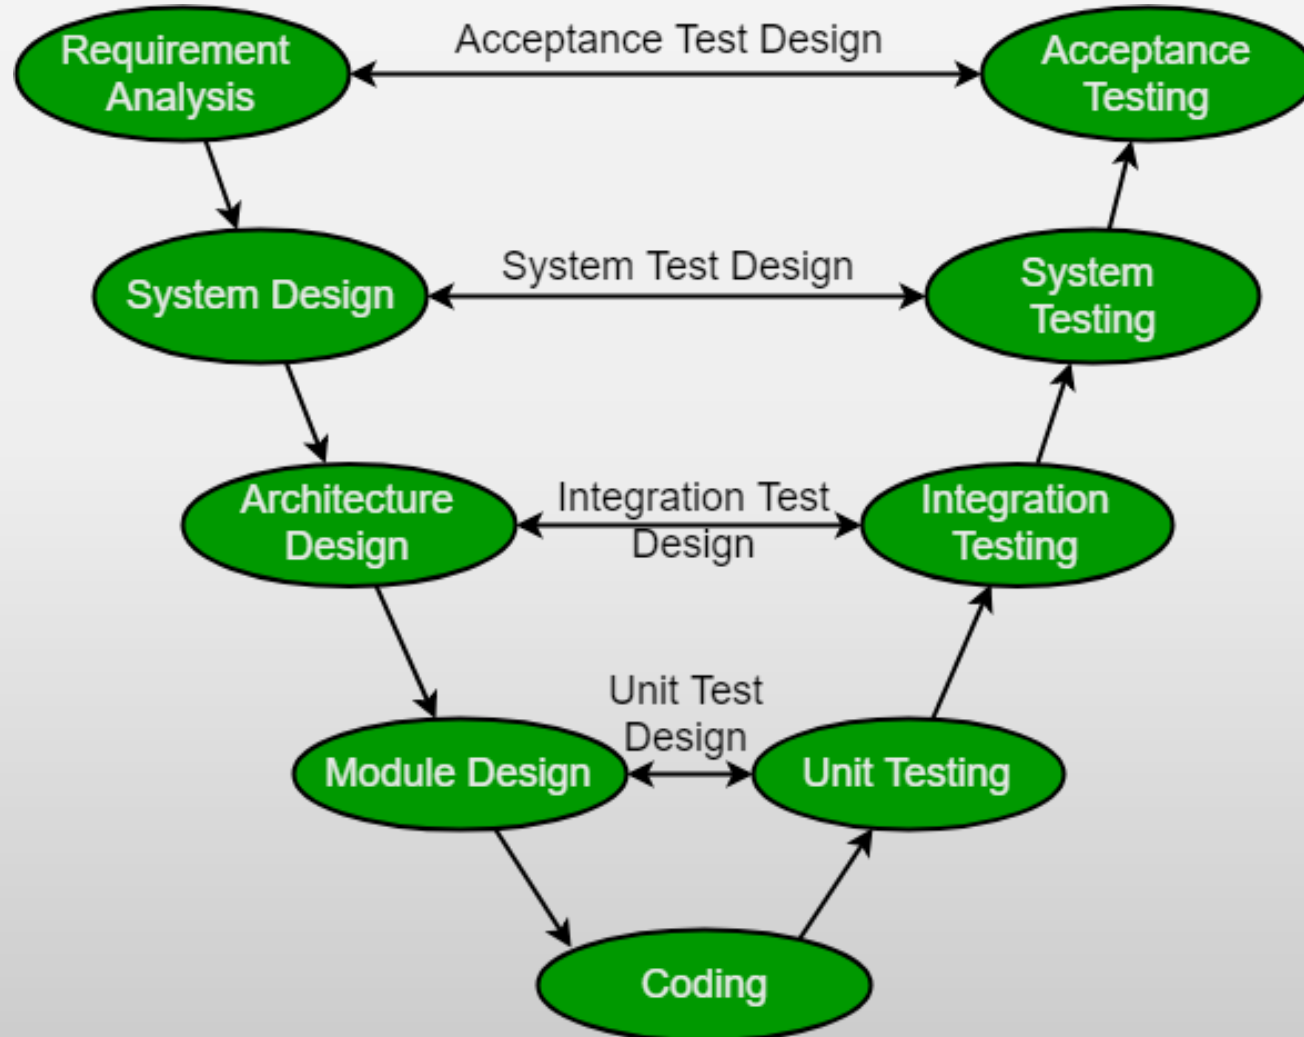 Requirement
Analysis
Acceptance Test Design
Acceptance
Testing
System Design
System Test Design
System
Testing
Architecture
Design
Integration Test
Design
Integration
Testing
Module Design
Unit Test
Design
Unit Testing
Coding